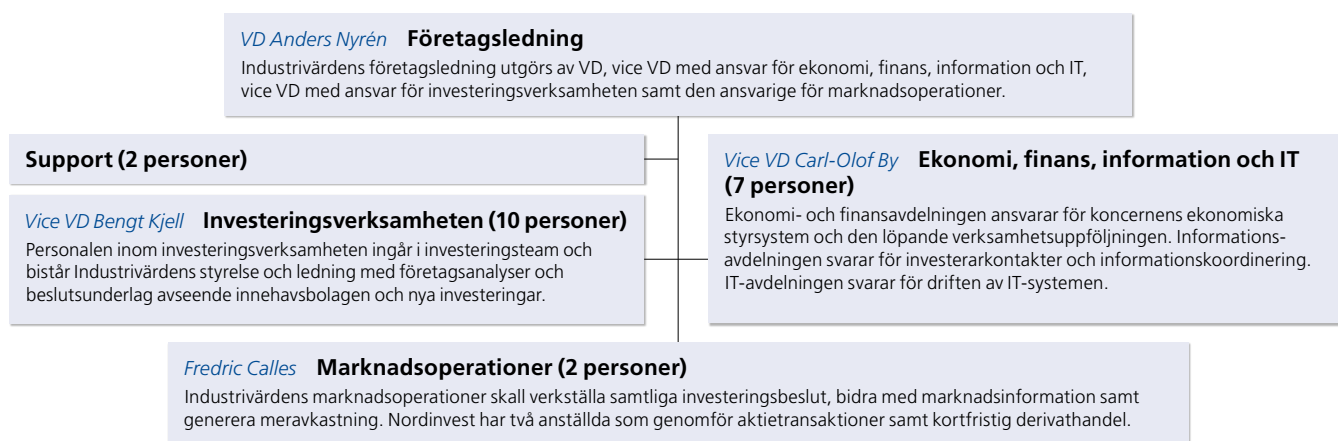 VD Anders Nyrén Företagsledning
Industrivärdens företagsledning utgörs av VD, vice VD med ansvar för ekonomi, finans, information och IT,
vice VD med ansvar för investeringsverksamheten samt den ansvarige för marknadsoperationer.
Support (2 personer)
Vice VD Bengt Kjell Investeringsverksamheten (10 personer)
Personalen inom investeringsverksamheten ingår i investeringsteam och
bistår Industrivärdens styrelse och ledning med företagsanalyser och
beslutsunderlag avseende innehavsbolagen och nya investeringar.
Vice VD Carl-Olof By Ekonomi, finans, information och IT
(7 personer)
Ekonomi- och finansavdelningen ansvarar för koncernens ekonomiska
styrsystem och den löpande verksamhetsuppföljningen. Informations-
avdelningen svarar för investerarkontakter och informationskoordinering.
IT-avdelningen svarar för driften av IT-systemen.
Fredric Calles Marknadsoperationer (2 personer)
Industrivärdens marknadsoperationer skall verkställa samtliga investeringsbeslut, bidra med marknadsinformation samt
generera meravkastning. Nordinvest har två anställda som genomför aktietransaktioner samt kortfristig derivathandel.